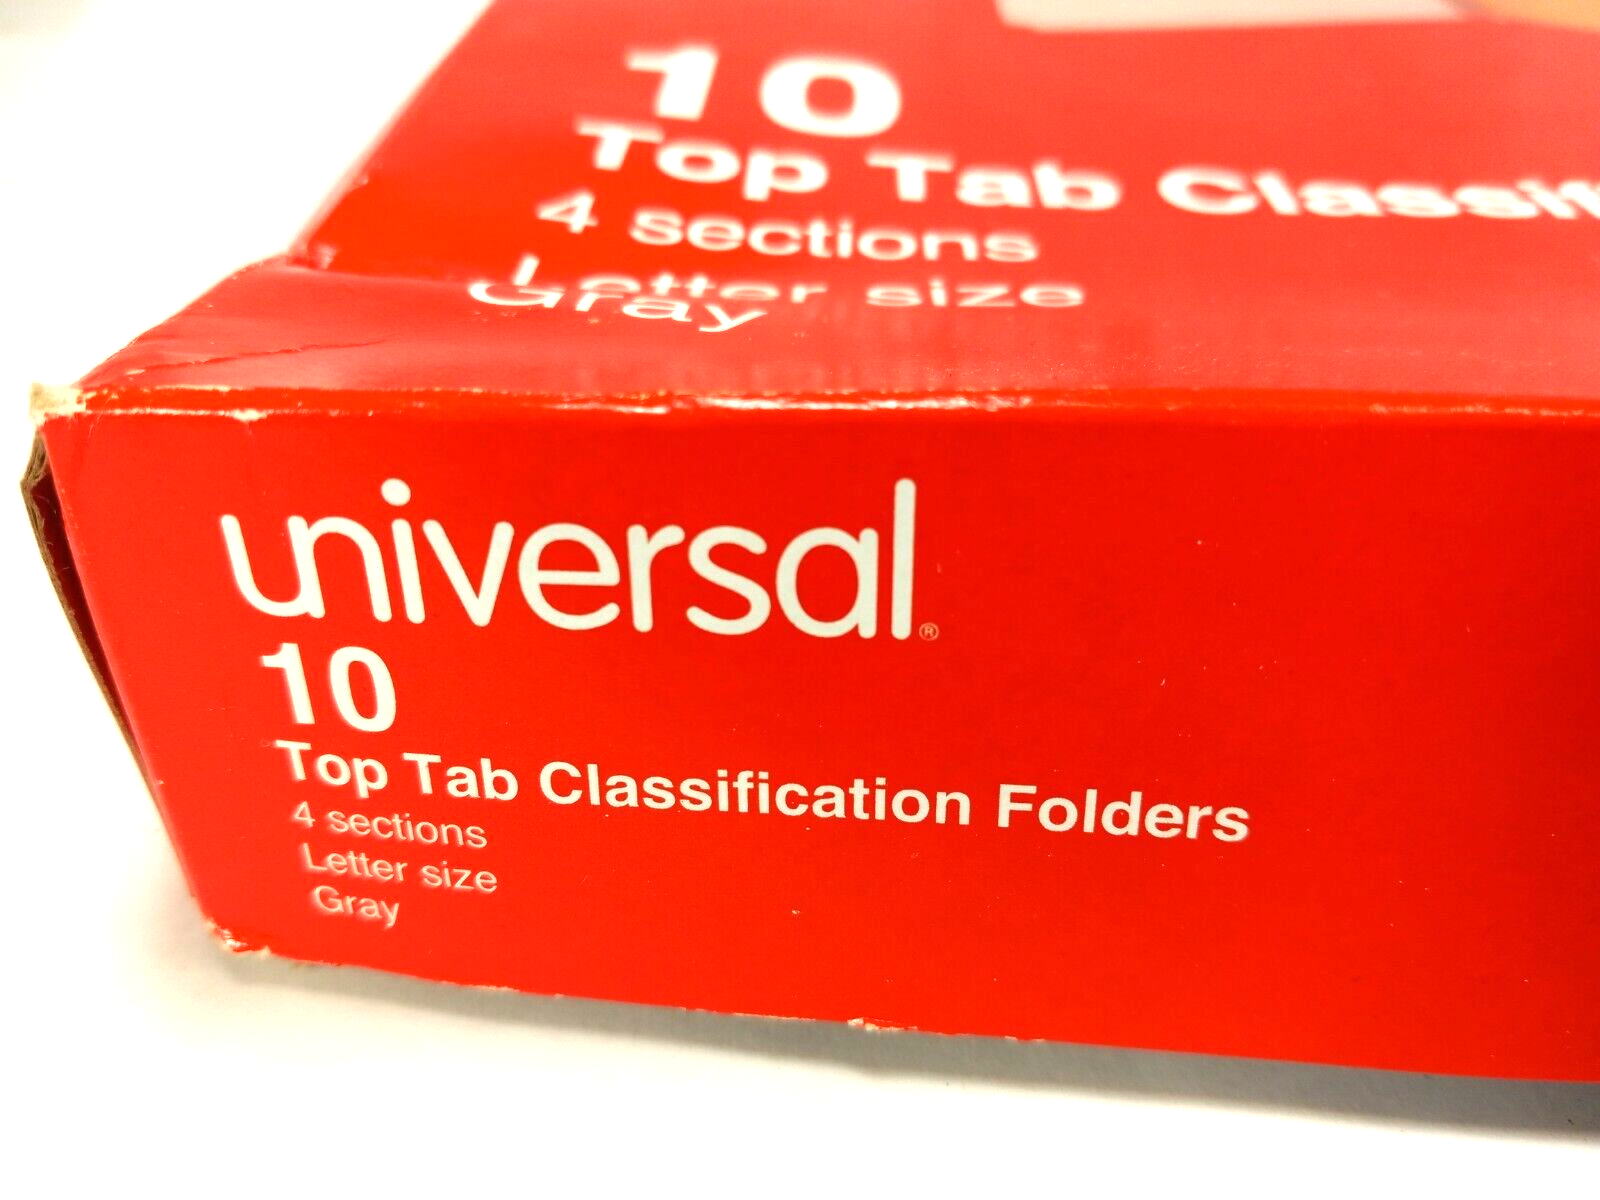 10
Top Tab Classifi
4 sections
Letter size
Gray
universal®
10
Top Tab Classification Folders
4 sections
Letter size
Gray